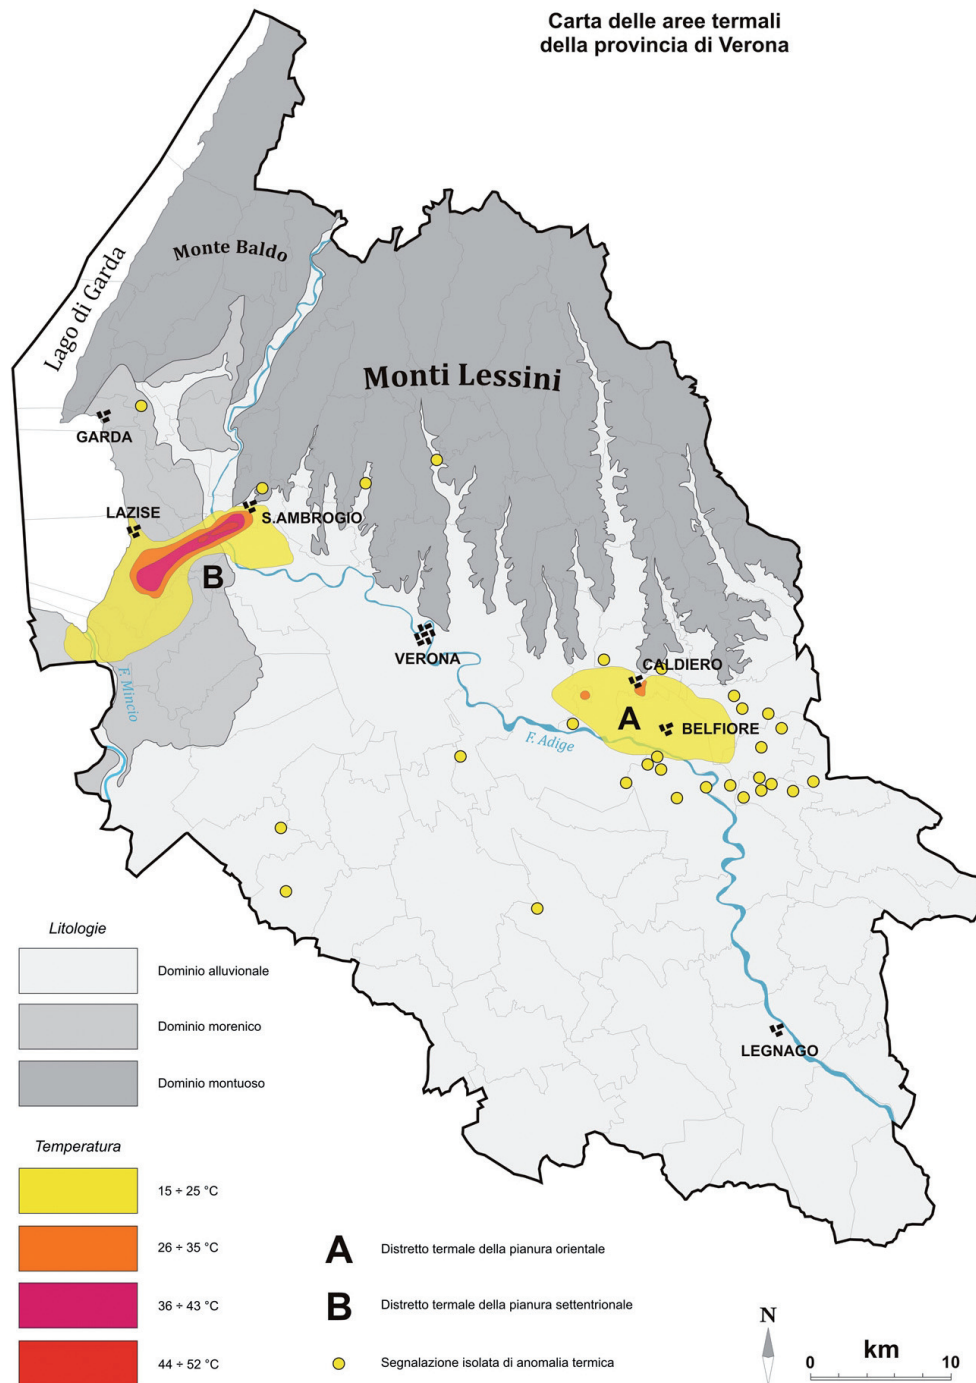 Carta delle aree termali
della provincia di Verona
Monte Baldo
Lago di Garda
Monti Lessini
GARDA
LAZISE
S.AMBROGIO
B
VERONA
CALDIERO
A
BELFIORE
F. Mincio
F. Adige
LEGNAGO
Litologie
Dominio alluvionale
Dominio morenico
Dominio montuoso
Temperatura
15 ÷ 25 °C
26 ÷ 35 °C
36 ÷ 43 °C
44 ÷ 52 °C
A Distretto termale della pianura orientale
B Distretto termale della pianura settentrionale
Segnalazione isolata di anomalia termica
N
km
0 10